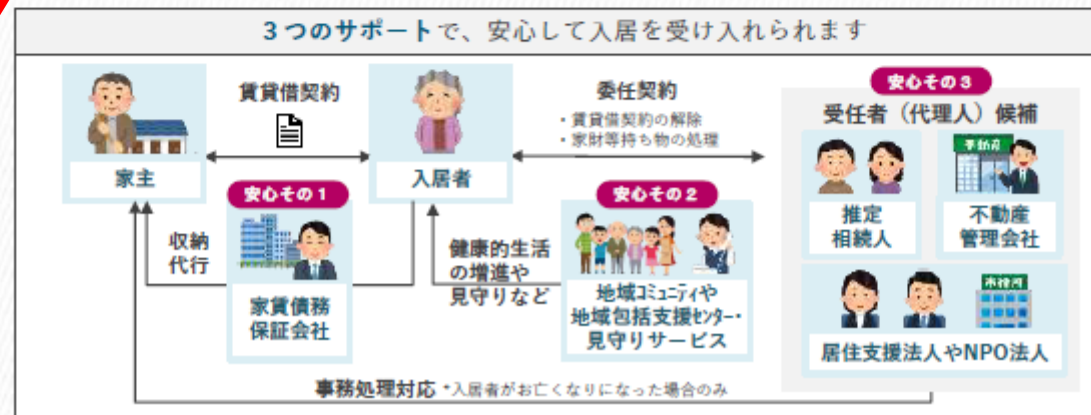 3つのサポートで、安心して入居を受け入れられます
賃貸借契約
委任契約
・賃貸借契約の解除
・家財等持ち物の処理
安心その3
受任者（代理人）候補
家主
入居者
不動産
推定
相続人
不動産
管理会社
安心その1
安心その2
収納
代行
家賃債務
保証会社
健康的生活
の増進や
見守りなど
地域ｺﾐｭﾆﾃｨや
地域包括支援ｾﾝﾀｰ・
見守りサービス
居住支援法人やNPO法人
事務処理対応 *入居者がお亡くなりになった場合のみ